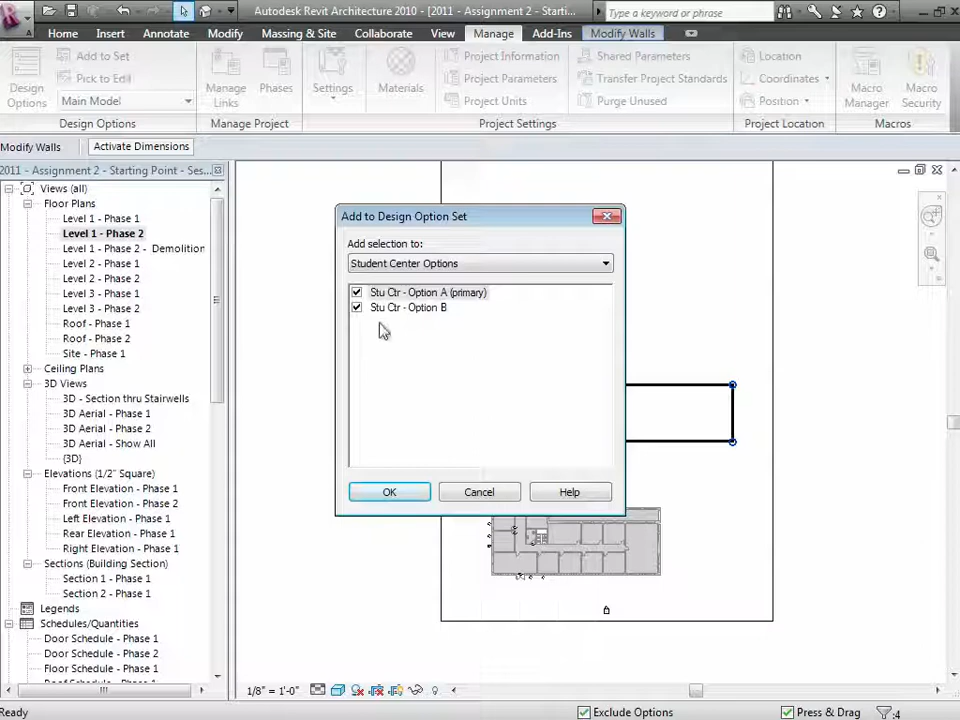 Autodesk Revit Architecture 2010 - [2011 - Assignment 2 - Starting Point - Ses... Type a keyword or phrase
Home Insert Annotate Modify Massing & Site Collaborate View Manage Add-Ins Modify Walls
Design Options
Add to Set
Pick to Edit
Main Model
Manage Links
Phases
Settings
Materials
Project Information
Project Parameters
Project Units
Shared Parameters
Transfer Project Standards
Purge Unused
Location
Coordinates
Position
Macro Manager
Macro Security
Design Options Manage Project Project Settings Project Location Macros
Modify Walls Activate Dimensions
2011 - Assignment 2 - Starting Point - Ses...
Views (all)
Floor Plans
Level 1 - Phase 1
Level 1 - Phase 2
Level 1 - Phase 2 - Demolition
Level 2 - Phase 1
Level 2 - Phase 2
Level 3 - Phase 1
Level 3 - Phase 2
Roof - Phase 1
Roof - Phase 2
Site - Phase 1
Ceiling Plans
3D Views
3D - Section thru Stairwells
3D Aerial - Phase 1
3D Aerial - Phase 2
3D Aerial - Show All
{3D}
Elevations (1/2" Square)
Front Elevation - Phase 1
Front Elevation - Phase 2
Left Elevation - Phase 1
Rear Elevation - Phase 1
Right Elevation - Phase 1
Sections (Building Section)
Section 1 - Phase 1
Section 2 - Phase 1
Legends
Schedules/Quantities
Door Schedule - Phase 1
Door Schedule - Phase 2
Floor Schedule - Phase 1
Add to Design Option Set
Add selection to:
Student Center Options
Stu Ctr - Option A (primary)
Stu Ctr - Option B
OK Cancel Help
1/8" = 1'-0"
Ready Exclude Options Press & Drag :4